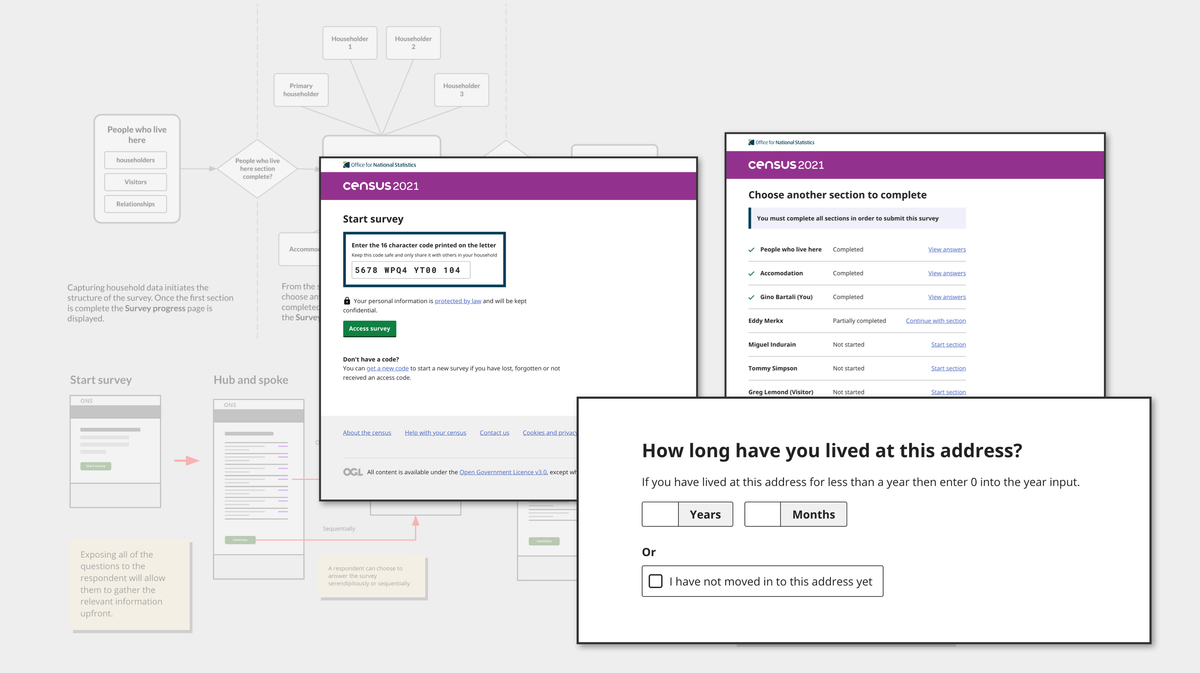 Householder
1
Householder
2
Primary
householder
Householder
3
People who live
here
householders
Visitors
Relationships
People who live
here section
complete?
Accommo
Capturing household data initiates the
structure of the survey. Once the first section
is complete the Survey progress page is
displayed.
From the s
choose an
completed
the Survey
Start survey
ONS
Hub and spoke
ONS
Sequentially
Exposing all of the
questions to the
respondent will allow
them to gather the
relevant information
upfront.
A respondent can choose to
answer the survey
serendipitously or sequentially
Office for National Statistics
census 2021
Start survey
Enter the 16 character code printed on the letter
Keep this code safe and only share it with others in your household
5678 WPQ4 YT00 104
Your personal information is protected by law and will be kept
confidential.
Access survey
Don't have a code?
You can get a new code to start a new survey if you have lost, forgotten or not
received an access code.
About the census Help with your census Contact us Cookies and privac
OGL All content is available under the Open Government Licence v3.0, except wh
Office for National Statistics
census 2021
Choose another section to complete
You must complete all sections in order to submit this survey
People who live here Completed View answers
Accomodation Completed View answers
Gino Bartali (You) Completed View answers
Eddy Merkx Partially completed Continue with section
Miguel Indurain Not started Start section
Tommy Simpson Not started Start section
Greg Lemond (Visitor) Not started Start section
How long have you lived at this address?
If you have lived at this address for less than a year then enter 0 into the year input.
Years Months
Or
I have not moved in to this address yet